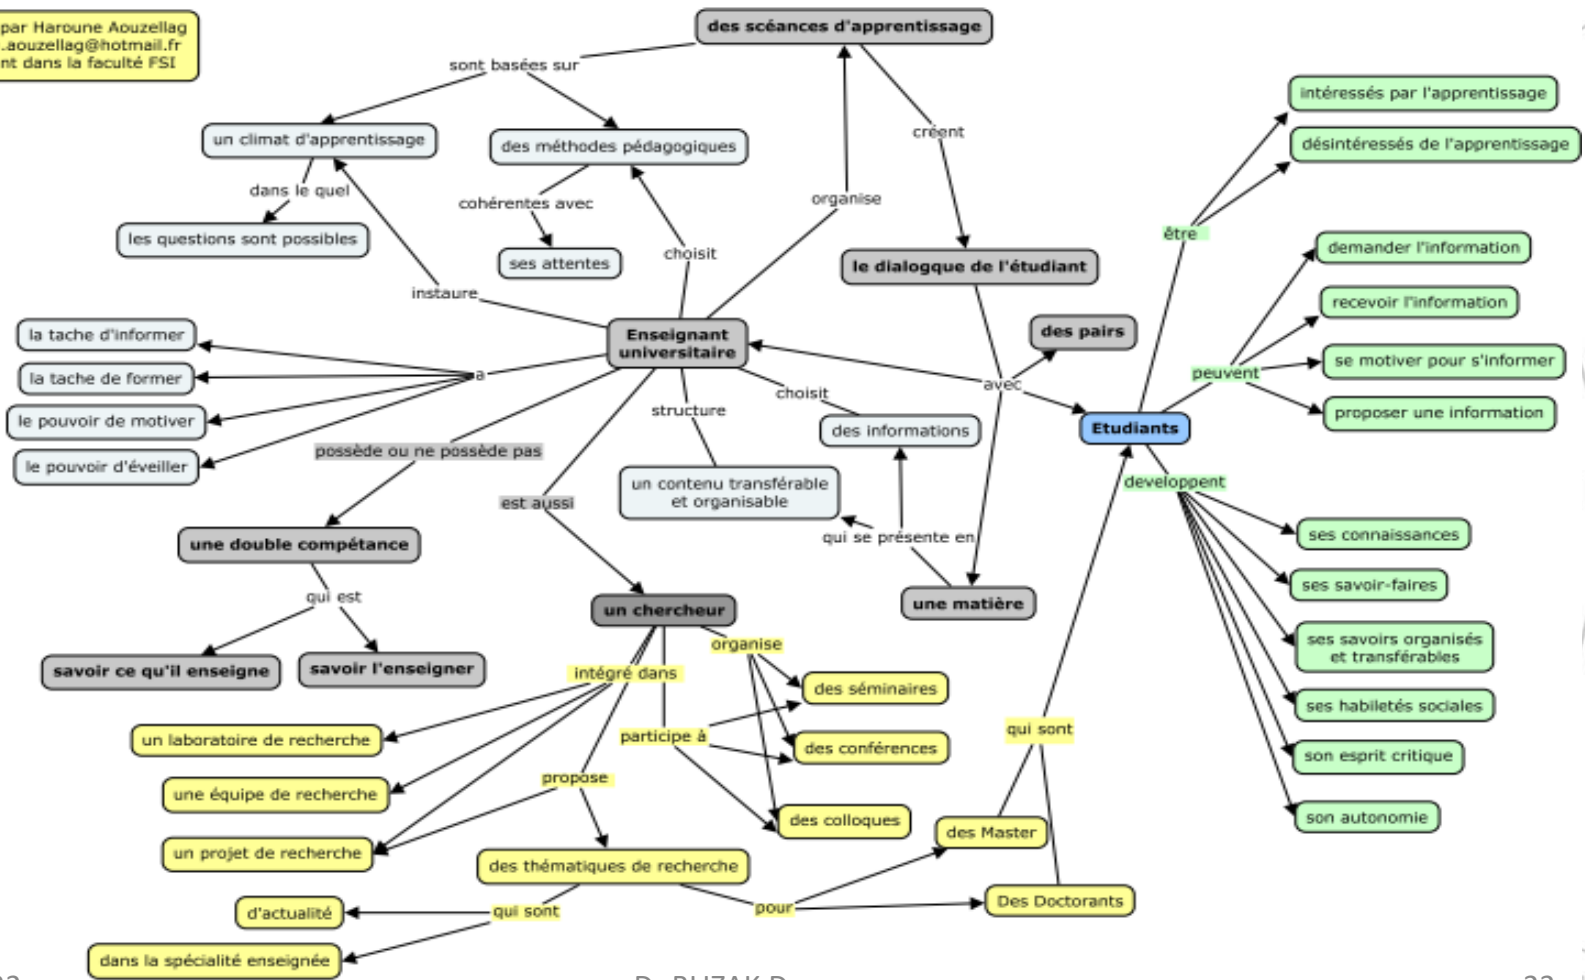 par Haroune Aouzellag
.aouzellag@hotmail.fr
nt dans la faculté FSI
des scéances d'apprentissage
sont basées sur
un climat d'apprentissage
des méthodes pédagogiques
créent
intéressés par l'apprentissage
désintéressés de l'apprentissage
dans le quel
cohérentes avec
organise
les questions sont possibles
ses attentes
choisit
être
demander l'information
le dialogque de l'étudiant
instaure
recevoir l'information
la tache d'informer
Enseignant
universitaire
des pairs
se motiver pour s'informer
la tache de former
a
avec
peuvent
choisit
structure
proposer une information
le pouvoir de motiver
des informations
Etudiants
possède ou ne possède pas
le pouvoir d'éveiller
un contenu transférable
et organisable
developpent
est aussi
une double compétance
qui se présente en
ses connaissances
qui est
un chercheur
une matière
ses savoir-faires
organise
ses savoirs organisés
et transférables
savoir ce qu'il enseigne
savoir l'enseigner
intégré dans
des séminaires
ses habiletés sociales
un laboratoire de recherche
participe à
des conférences
qui sont
son esprit critique
propose
une équipe de recherche
des colloques
des Master
son autonomie
un projet de recherche
des thématiques de recherche
d'actualité
qui sont
pour
Des Doctorants
dans la spécialité enseignée